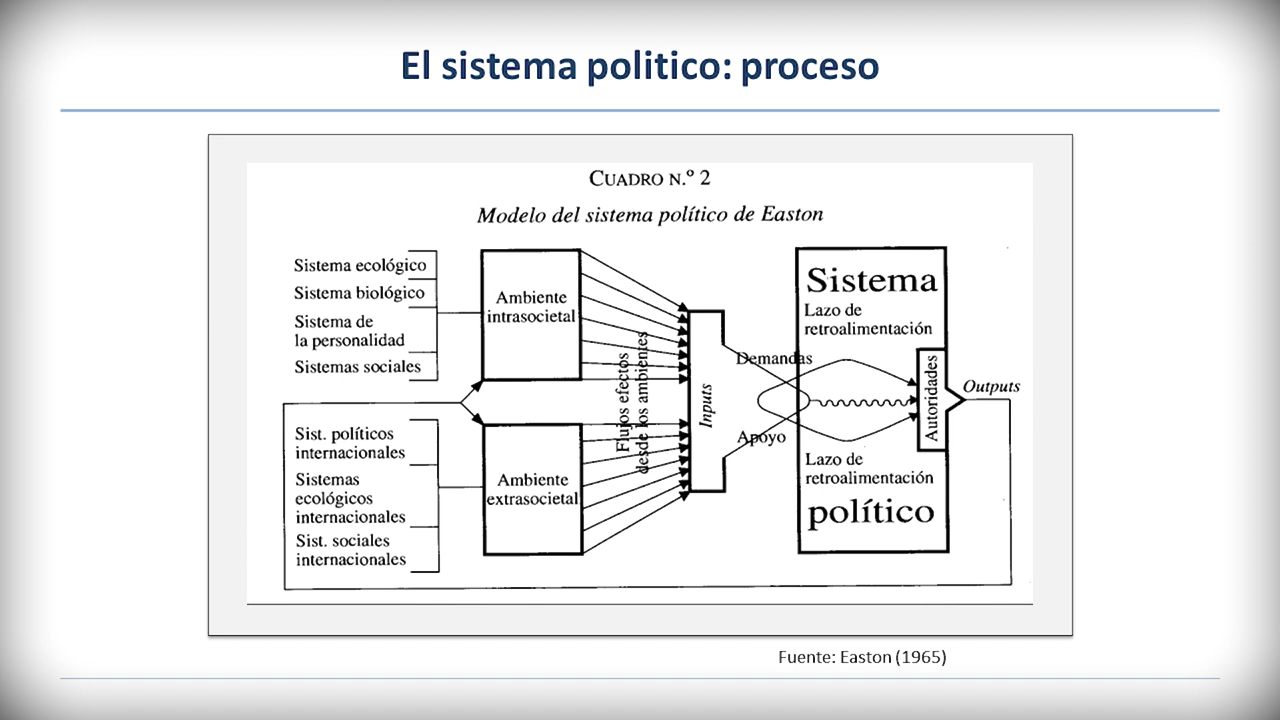 El sistema politico: proceso
CUADRO N.º 2
Modelo del sistema político de Easton
Sistema ecológico
Sistema biológico
Sistema de
la personalidad
Sistemas sociales
Ambiente
intrasocietal
Sist. políticos
internacionales
Sistemas
ecológicos
internacionales
Sist. sociales
internacionales
Ambiente
extrasocietal
Flujos efectos
desde los ambientes
Inputs
Demandas
Apoyo
Sistema
Lazo de
retroalimentación
Autoridades
Lazo de
retroalimentación
político
Outputs
Fuente: Easton (1965)